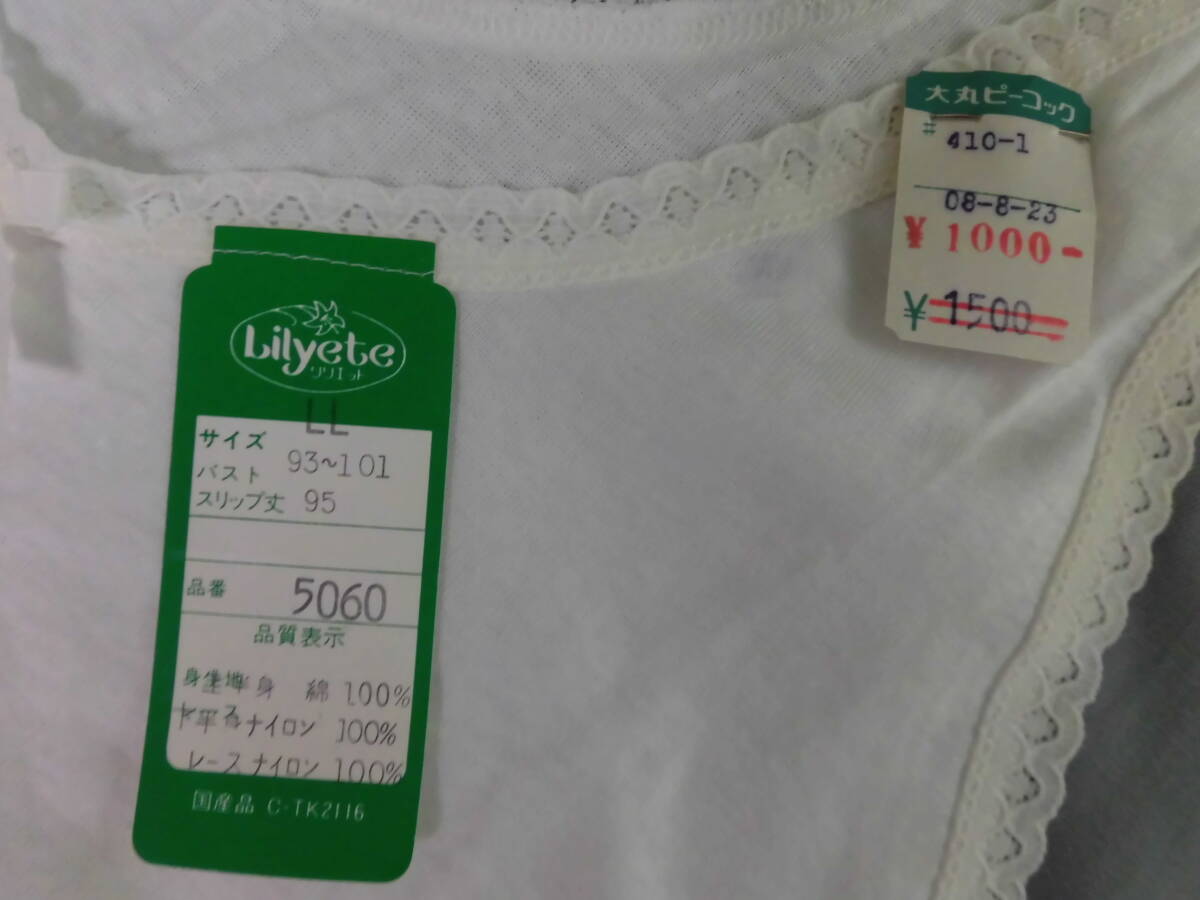 大丸ピーコック
# 410-1
08-8-23
¥1000-
¥1500
Lilyete
リリエット
LL
サイズ
バスト 93~101
スリップ丈 95
品番 5060
品質表示
身 綿 100%
ナイロン 100%
レースナイロン 100%
国産品 C-TK2116